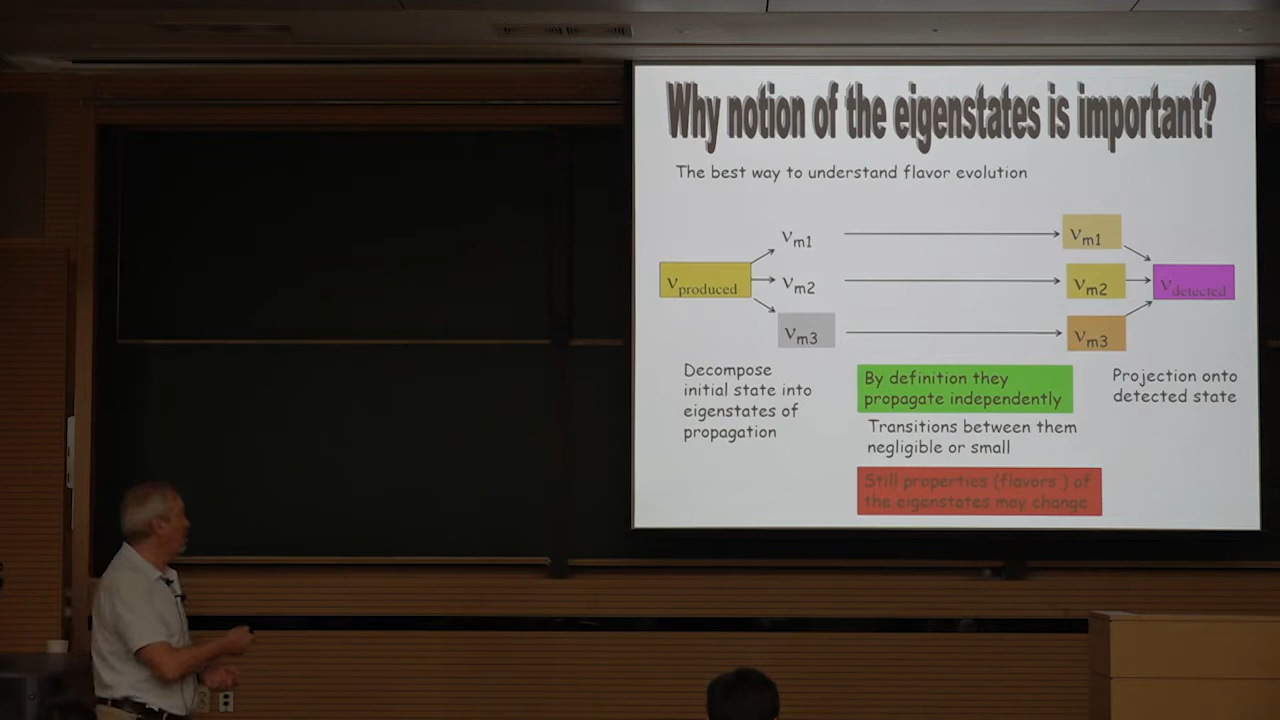 Why notion of the eigenstates is important?
The best way to understand flavor evolution
νm1
νm1
νproduced
νm2
νm2
νdetected
νm3
νm3
Decompose
initial state into
eigenstates of
propagation
By definition they
propagate independently
Transitions between them
negligible or small
Still properties (flavors ) of
the eigenstates may change
Projection onto
detected state